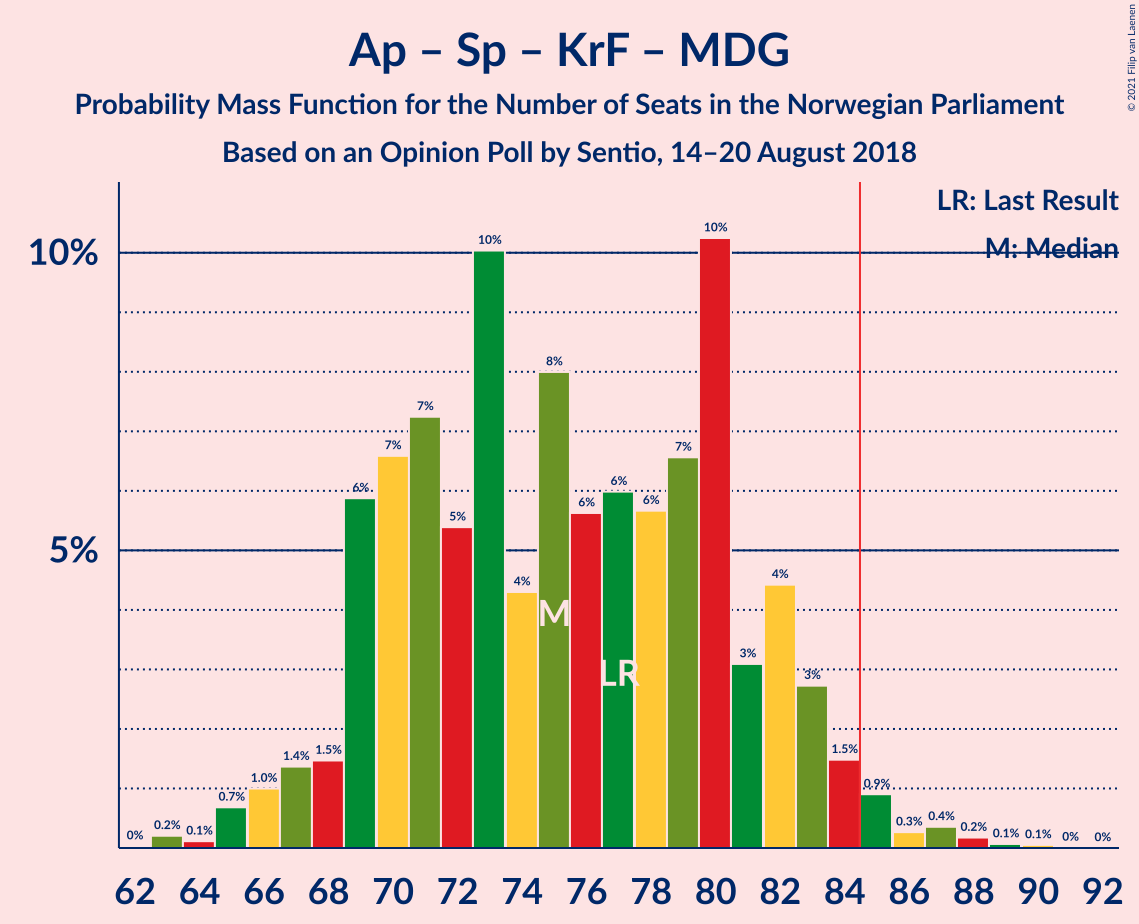 © 2021 Filip van Laenen
Ap – Sp – KrF – MDG
Probability Mass Function for the Number of Seats in the Norwegian Parliament
Based on an Opinion Poll by Sentio, 14–20 August 2018
LR: Last Result
M: Median
10%
5%
0% 0.2% 0.1% 0.7% 1.0% 1.4% 1.5% 6% 7% 7% 5% 10% 4% 8% 6% 6% 6% 7% 10% 3% 4% 3% 1.5% 0.9% 0.3% 0.4% 0.2% 0.1% 0.1% 0% 0%
M
LR
62 64 66 68 70 72 74 76 78 80 82 84 86 88 90 92